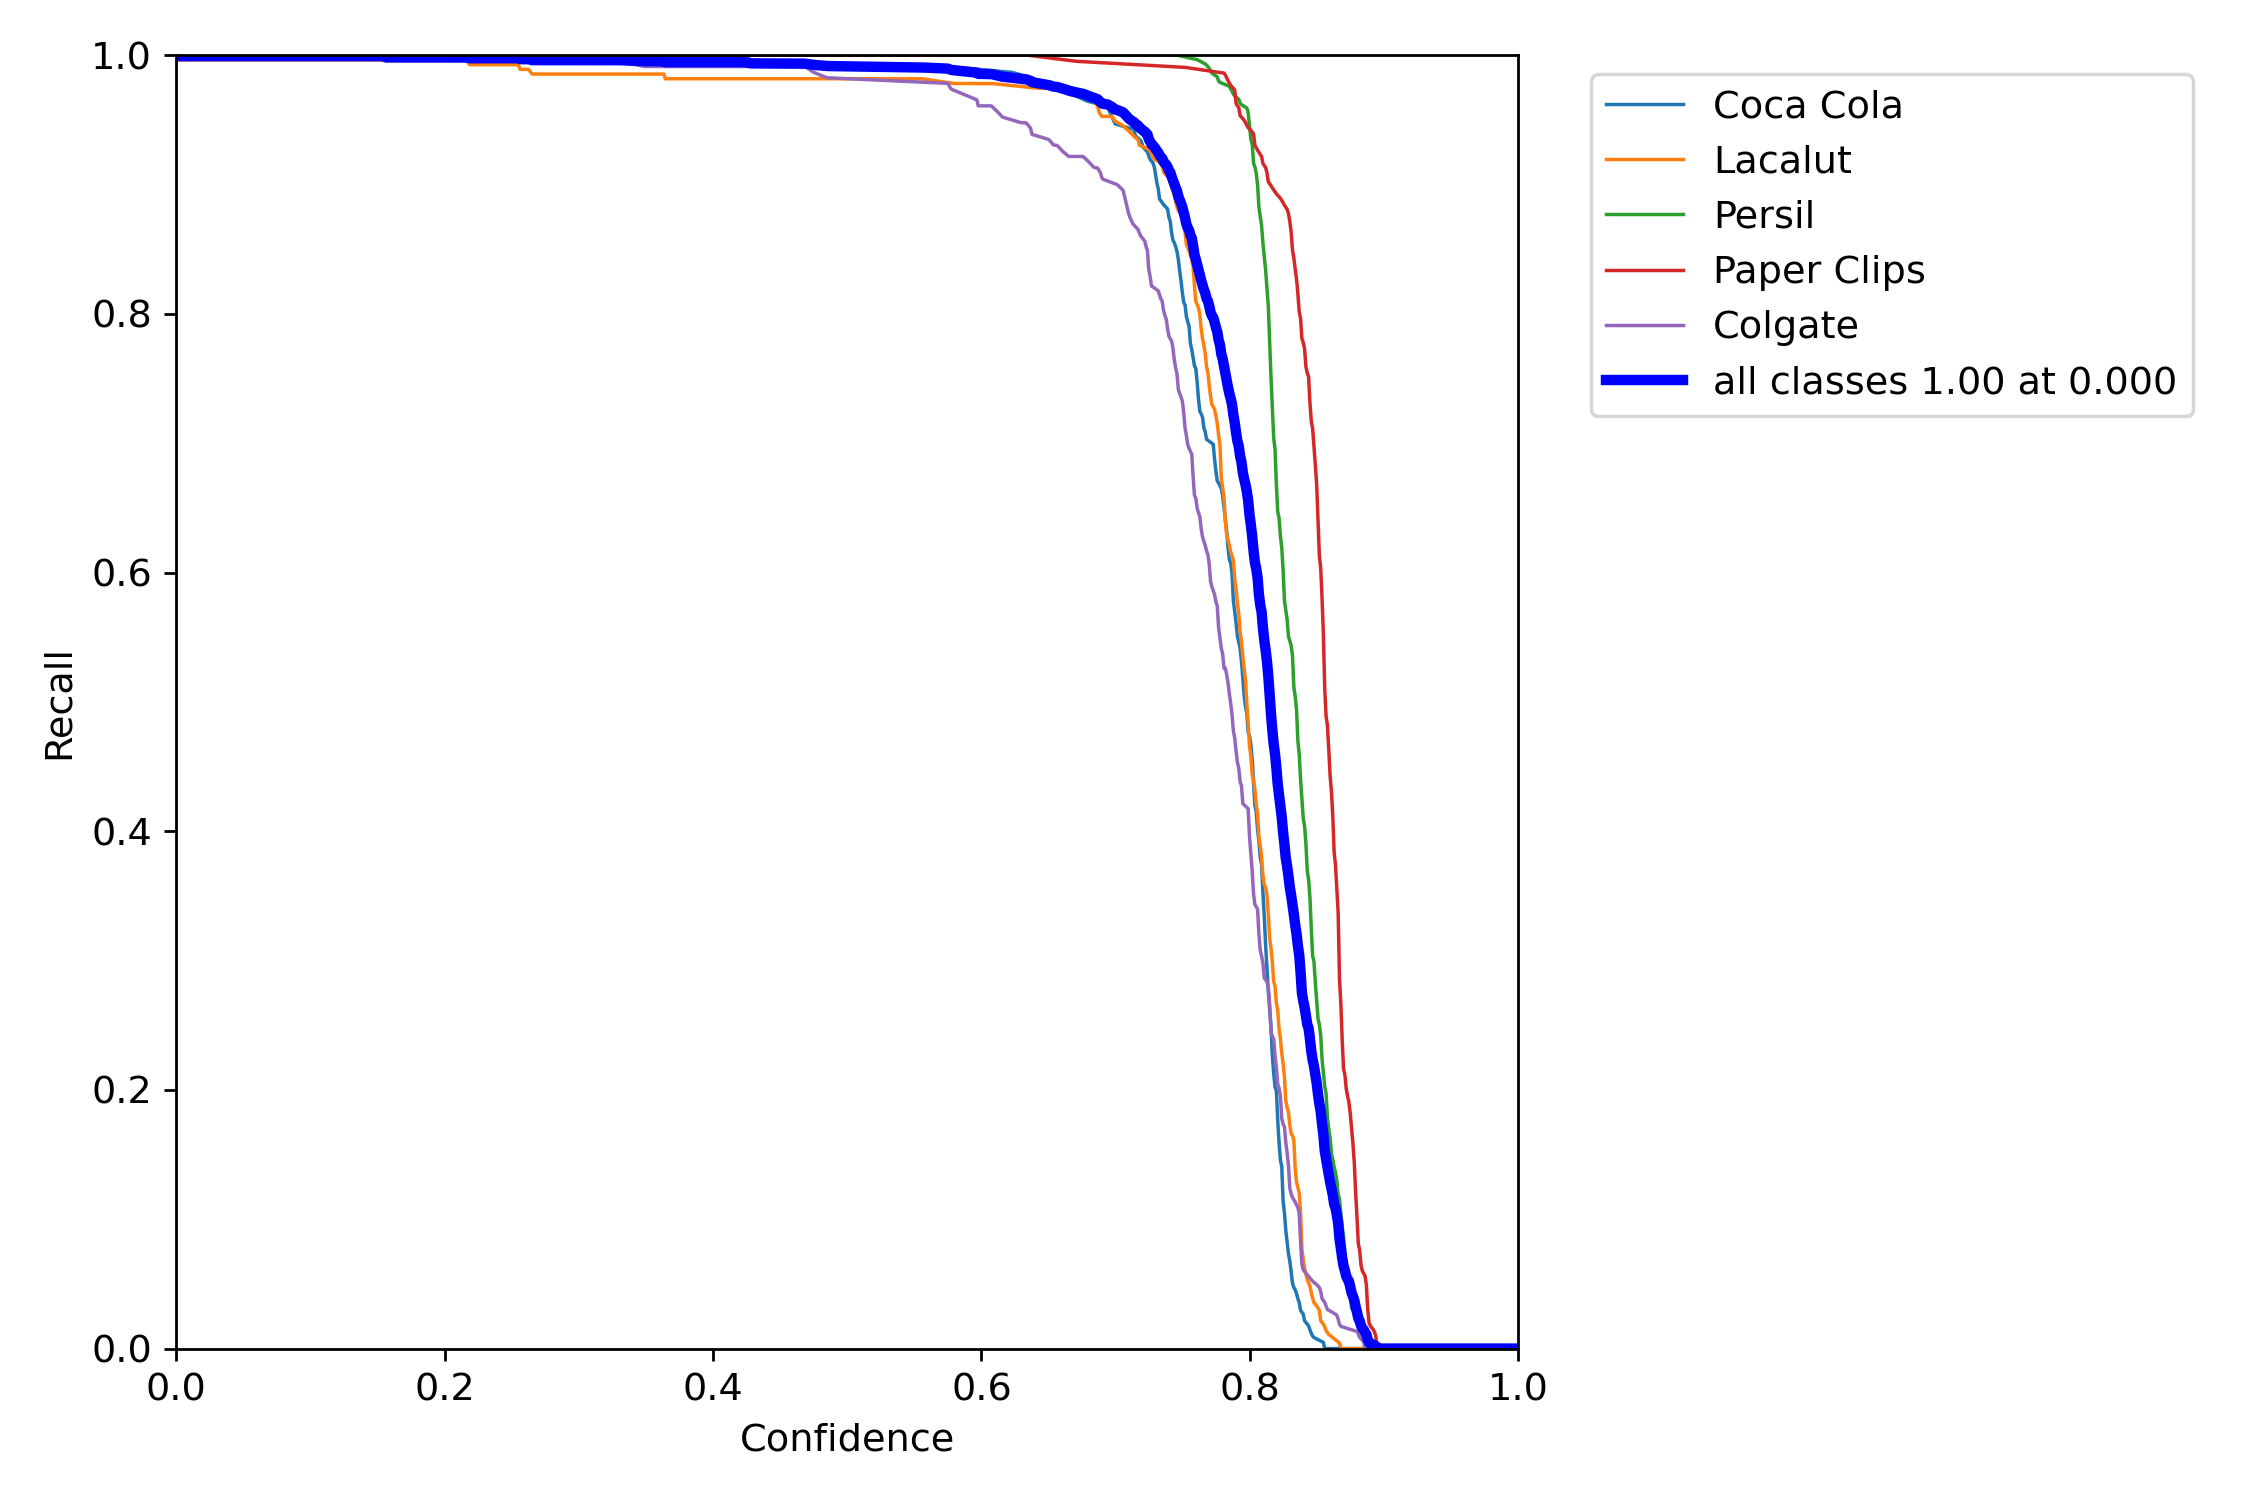 1.0
0.8
0.6
0.4
0.2
0.0
Recall
0.0 0.2 0.4 0.6 0.8 1.0
Confidence
Coca Cola
Lacalut
Persil
Paper Clips
Colgate
all classes 1.00 at 0.000